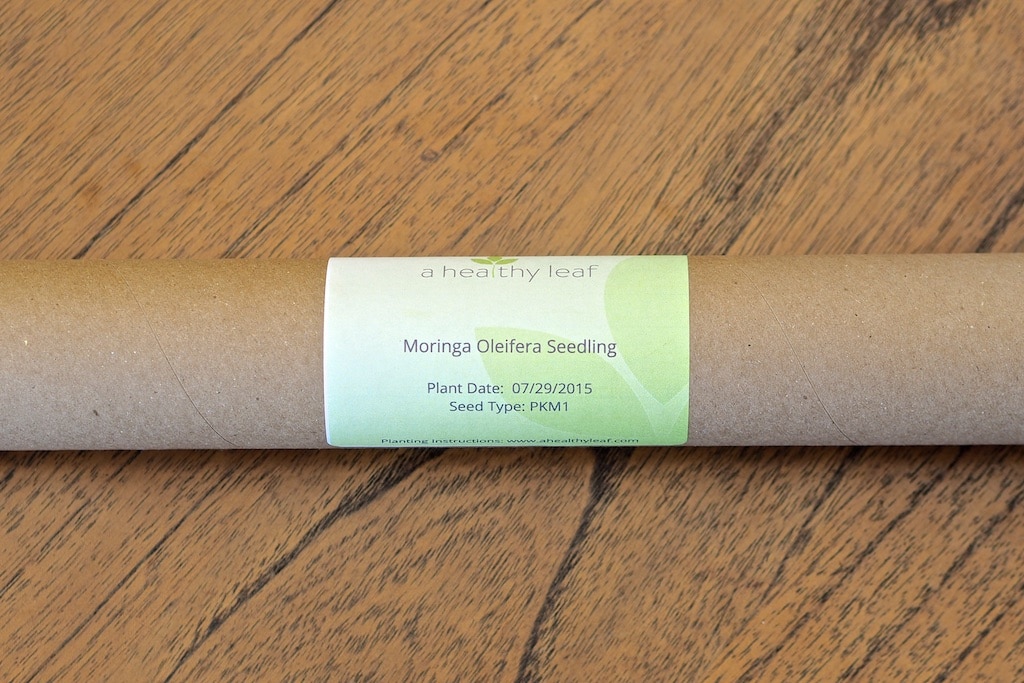 a healthy leaf
Moringa Oleifera Seedling
Plant Date: 07/29/2015
Seed Type: PKM1
Planting Instructions: www.ahealthyleaf.com